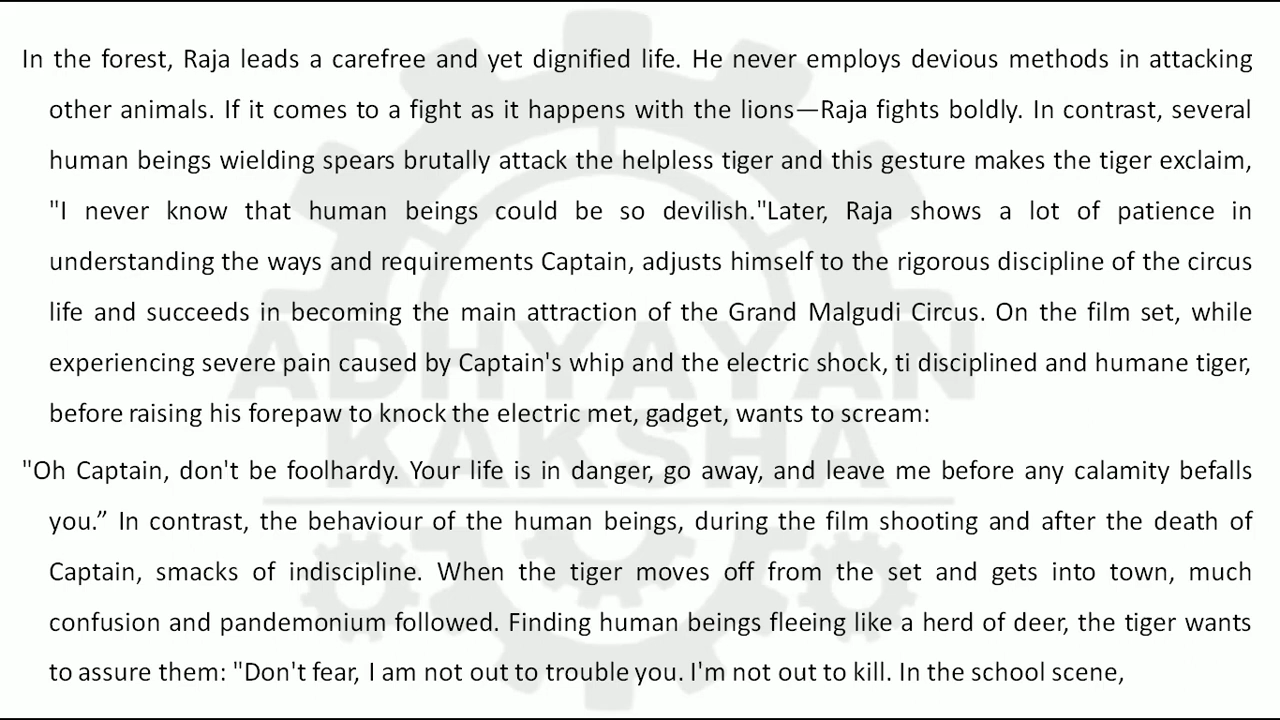 In the forest, Raja leads a carefree and yet dignified life. He never employs devious methods in attacking
other animals. If it comes to a fight as it happens with the lions—Raja fights boldly. In contrast, several
human beings wielding spears brutally attack the helpless tiger and this gesture makes the tiger exclaim,
"I never know that human beings could be so devilish."Later, Raja shows a lot of patience in
understanding the ways and requirements Captain, adjusts himself to the rigorous discipline of the circus
life and succeeds in becoming the main attraction of the Grand Malgudi Circus. On the film set, while
experiencing severe pain caused by Captain's whip and the electric shock, ti disciplined and humane tiger,
before raising his forepaw to knock the electric met, gadget, wants to scream:
"Oh Captain, don't be foolhardy. Your life is in danger, go away, and leave me before any calamity befalls
you.” In contrast, the behaviour of the human beings, during the film shooting and after the death of
Captain, smacks of indiscipline. When the tiger moves off from the set and gets into town, much
confusion and pandemonium followed. Finding human beings fleeing like a herd of deer, the tiger wants
to assure them: "Don't fear, I am not out to trouble you. I'm not out to kill. In the school scene,
ADHYAYAN
KAKSHA